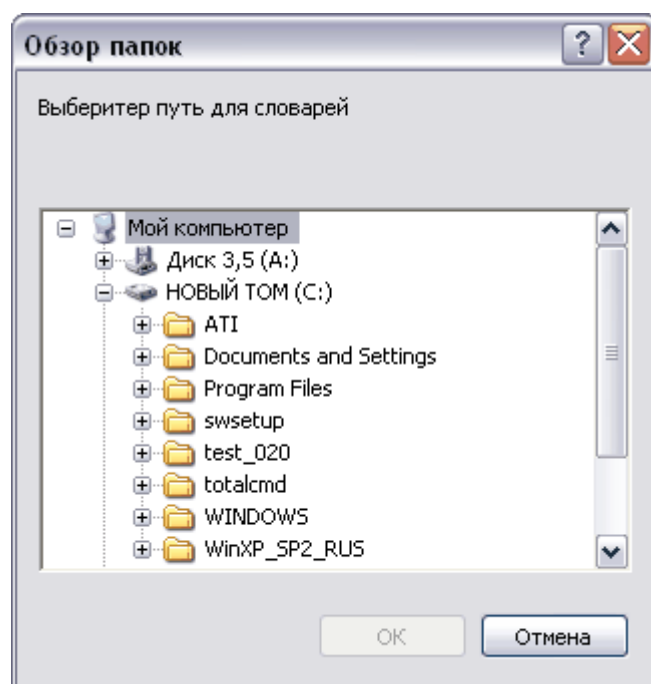 Обзор папок
Выберитер путь для словарей
Мой компьютер
Диск 3,5 (A:)
НОВЫЙ ТОМ (C:)
ATI
Documents and Settings
Program Files
swsetup
test_020
totalcmd
WINDOWS
WinXP_SP2_RUS
ОК
Отмена